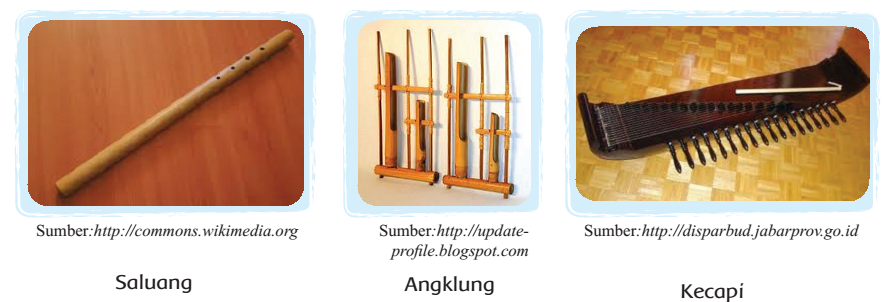 Sumber:http://commons.wikimedia.org
Sumber:http://update-
profile.blogspot.com
Sumber:http://disparbud.jabarprov.go.id
Saluang
Angklung
Kecapi